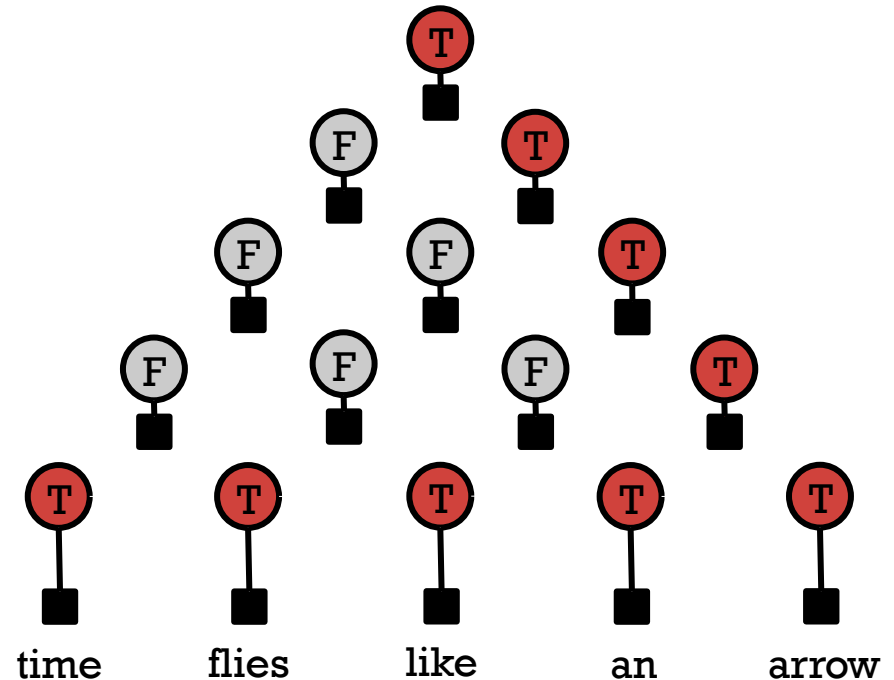 T
F T
F F T
F F F T
T T T T T
time flies like an arrow